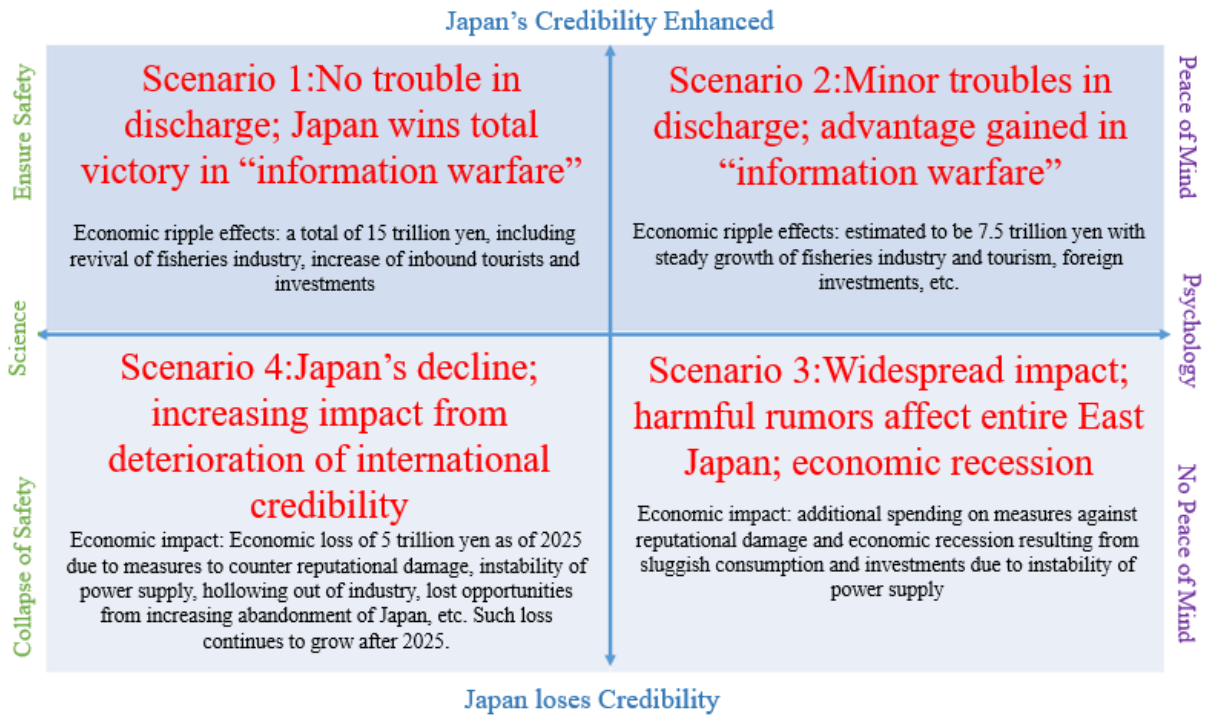 Japan's Credibility Enhanced
Ensure Safety
Scenario 1:No trouble in
discharge; Japan wins total
victory in “information warfare”
Economic ripple effects: a total of 15 trillion yen, including
revival of fisheries industry, increase of inbound tourists and
investments
Scenario 2:Minor troubles in
discharge; advantage gained in
“information warfare”
Economic ripple effects: estimated to be 7.5 trillion yen with
steady growth of fisheries industry and tourism, foreign
investments, etc.
Peace of Mind
Science
Psychology
Collapse of Safety
Scenario 4:Japan’s decline;
increasing impact from
deterioration of international
credibility
Economic impact: Economic loss of 5 trillion yen as of 2025
due to measures to counter reputational damage, instability of
power supply, hollowing out of industry, lost opportunities
from increasing abandonment of Japan, etc. Such loss
continues to grow after 2025.
Scenario 3:Widespread impact;
harmful rumors affect entire East
Japan; economic recession
Economic impact: additional spending on measures against
reputational damage and economic recession resulting from
sluggish consumption and investments due to instability of
power supply
No Peace of Mind
Japan loses Credibility